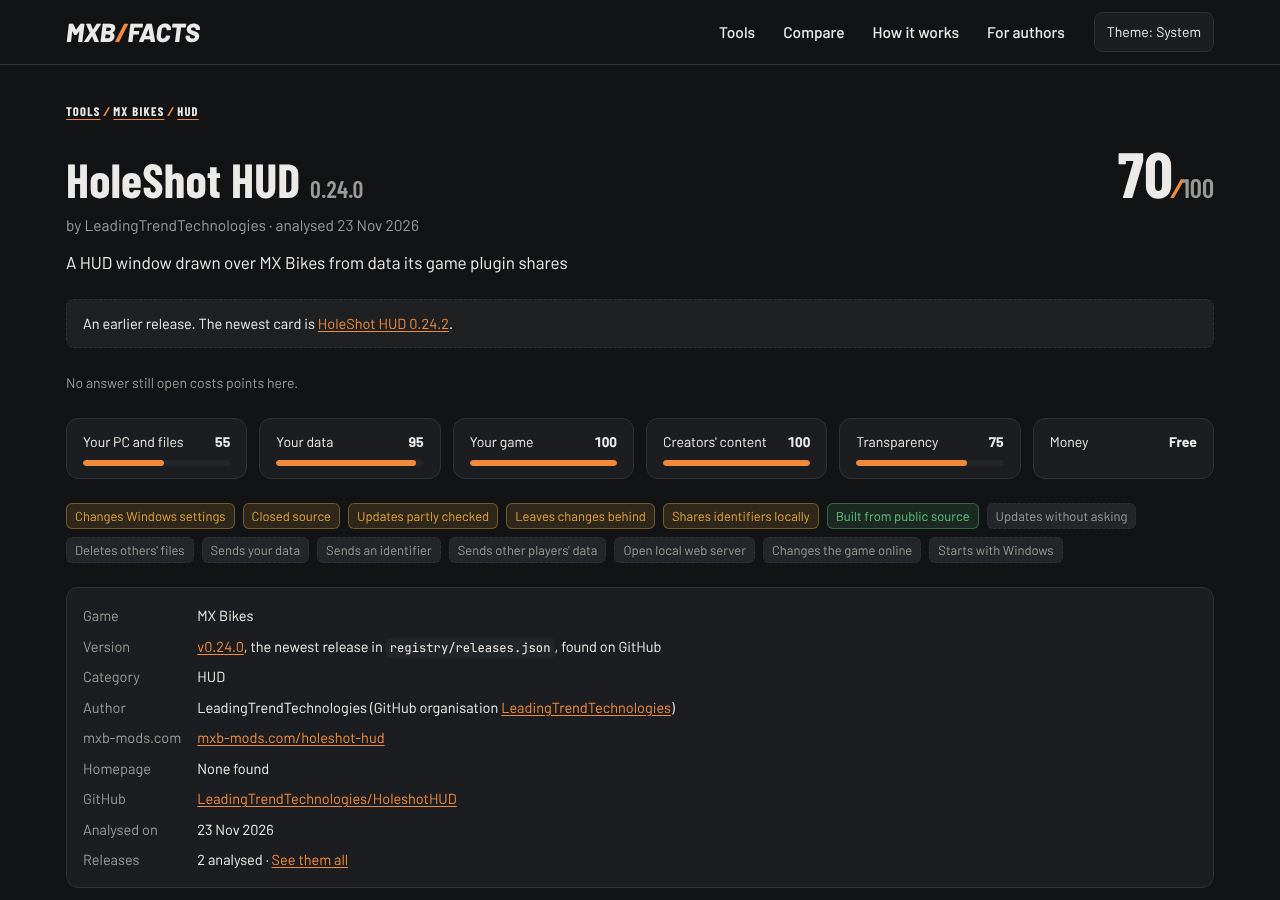 MXB/FACTS
Tools
Compare
How it works
For authors
Theme: System
TOOLS / MX BIKES / HUD
HoleShot HUD 0.24.0
70/100
by LeadingTrendTechnologies · analysed 23 Nov 2026
A HUD window drawn over MX Bikes from data its game plugin shares
An earlier release. The newest card is HoleShot HUD 0.24.2.
No answer still open costs points here.
Your PC and files 55
Your data 95
Your game 100
Creators' content 100
Transparency 75
Money Free
Changes Windows settings
Closed source
Updates partly checked
Leaves changes behind
Shares identifiers locally
Built from public source
Updates without asking
Deletes others' files
Sends your data
Sends an identifier
Sends other players' data
Open local web server
Changes the game online
Starts with Windows
Game MX Bikes
Version v0.24.0, the newest release in registry/releases.json, found on GitHub
Category HUD
Author LeadingTrendTechnologies (GitHub organisation LeadingTrendTechnologies)
mxb-mods.com mxb-mods.com/holeshot-hud
Homepage None found
GitHub LeadingTrendTechnologies/HoleshotHUD
Analysed on 23 Nov 2026
Releases 2 analysed · See them all